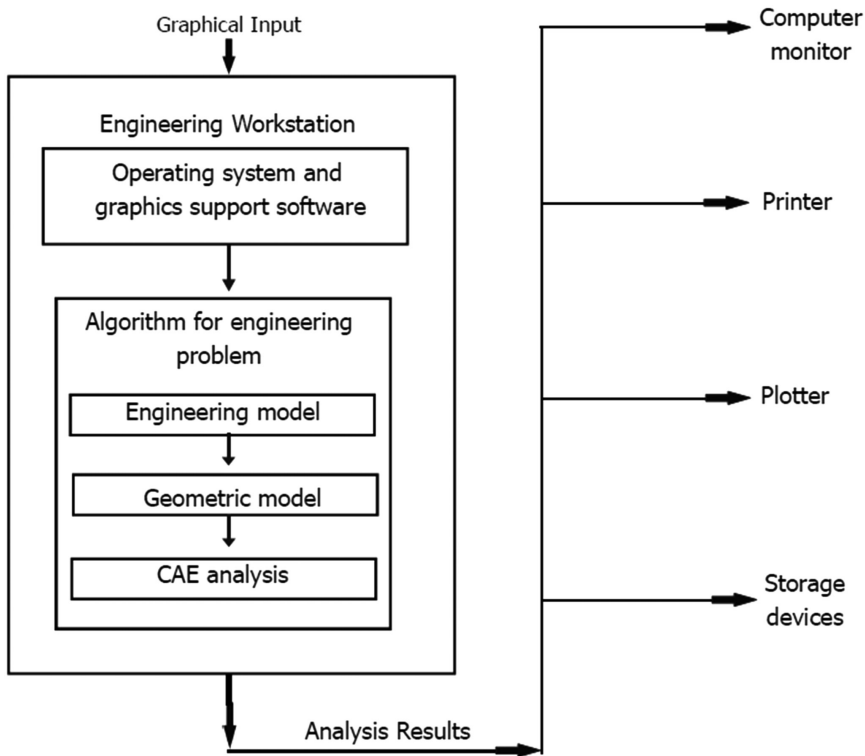 Graphical Input
Engineering Workstation
Operating system and
graphics support software
Algorithm for engineering
problem
Engineering model
Geometric model
CAE analysis
Analysis Results
Computer
monitor
Printer
Plotter
Storage
devices